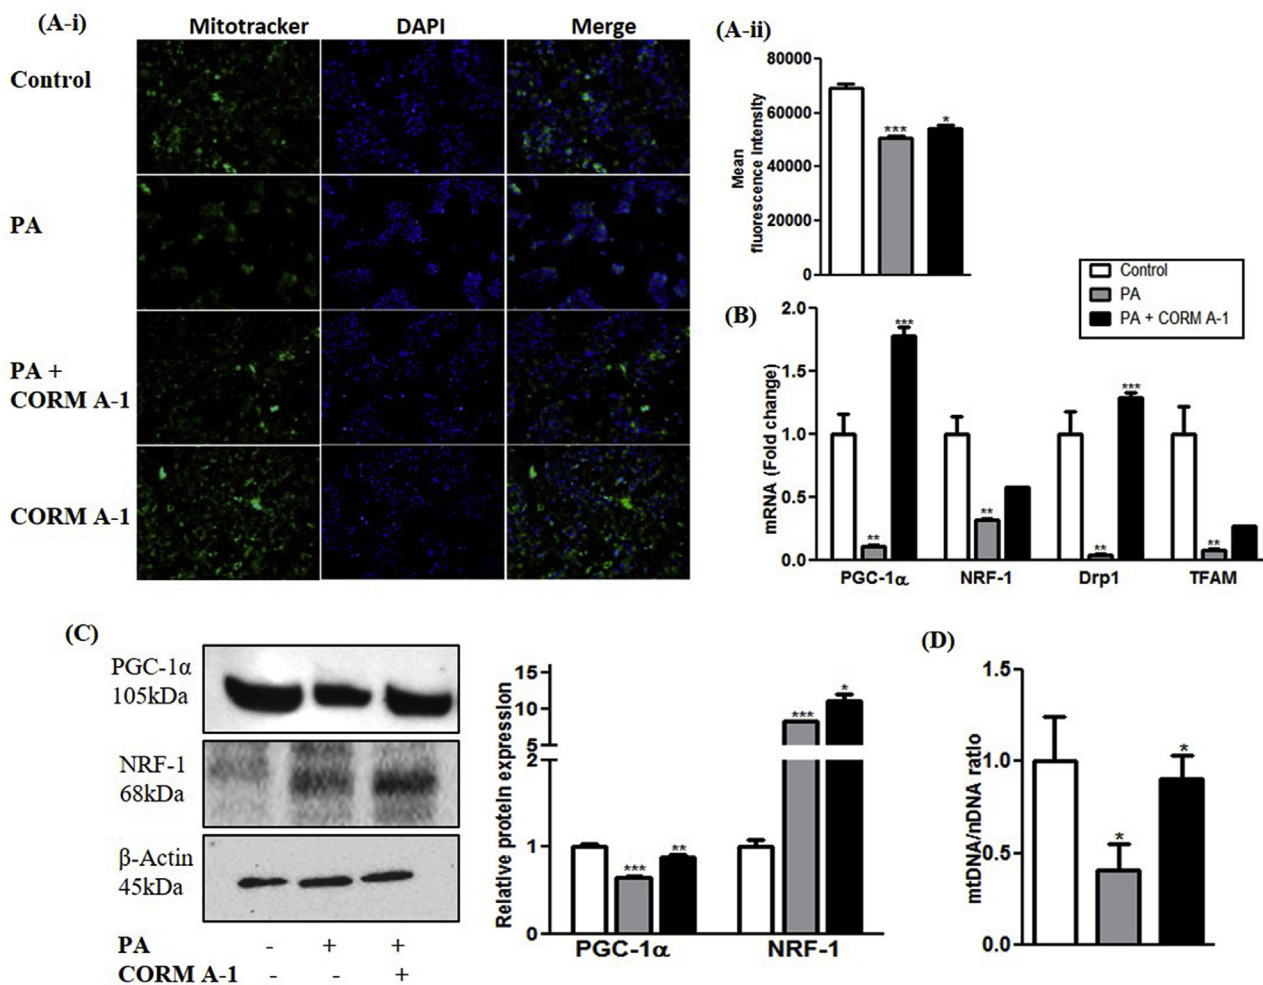 (A-i)
Mitotracker DAPI Merge
Control
PA
PA +
CORM A-1
CORM A-1
(A-ii)
Mean
fluorescence Intensity
80000
60000
40000
20000
0
***
*
Control
PA
PA + CORM A-1
(B)
mRNA (Fold change)
2.0
1.5
1.0
0.5
0.0
**
***
**
**
***
**
PGC-1α NRF-1 Drp1 TFAM
(C)
PGC-1α
105kDa
NRF-1
68kDa
β-Actin
45kDa
PA - + +
CORM A-1 - - +
Relative protein expression
15
10
5
2
1
0
***
**
***
*
PGC-1α NRF-1
(D)
mtDNA/nDNA ratio
1.5
1.0
0.5
0.0
*
*